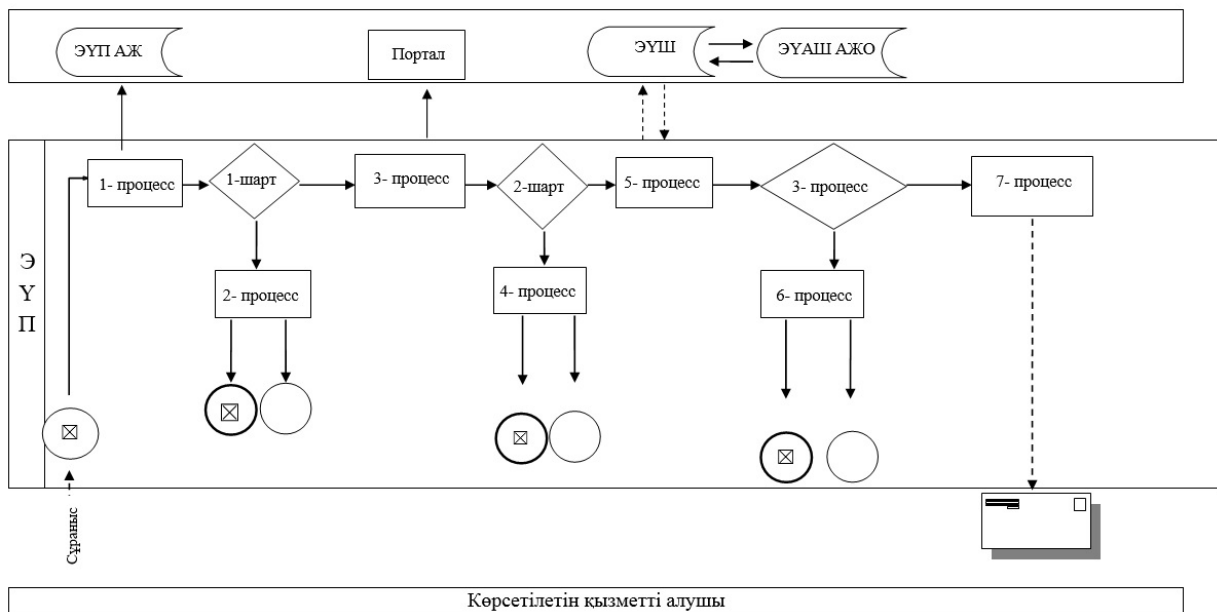 ЭҮП АЖ
Портал
ЭҮШ
ЭҮАШ АЖО
1- процесс
1-шарт
3- процесс
2-шарт
5- процесс
3- процесс
7- процесс
Э
Ү
П
2- процесс
4- процесс
6- процесс
Сұраныс
Көрсетілетін қызметті алушы